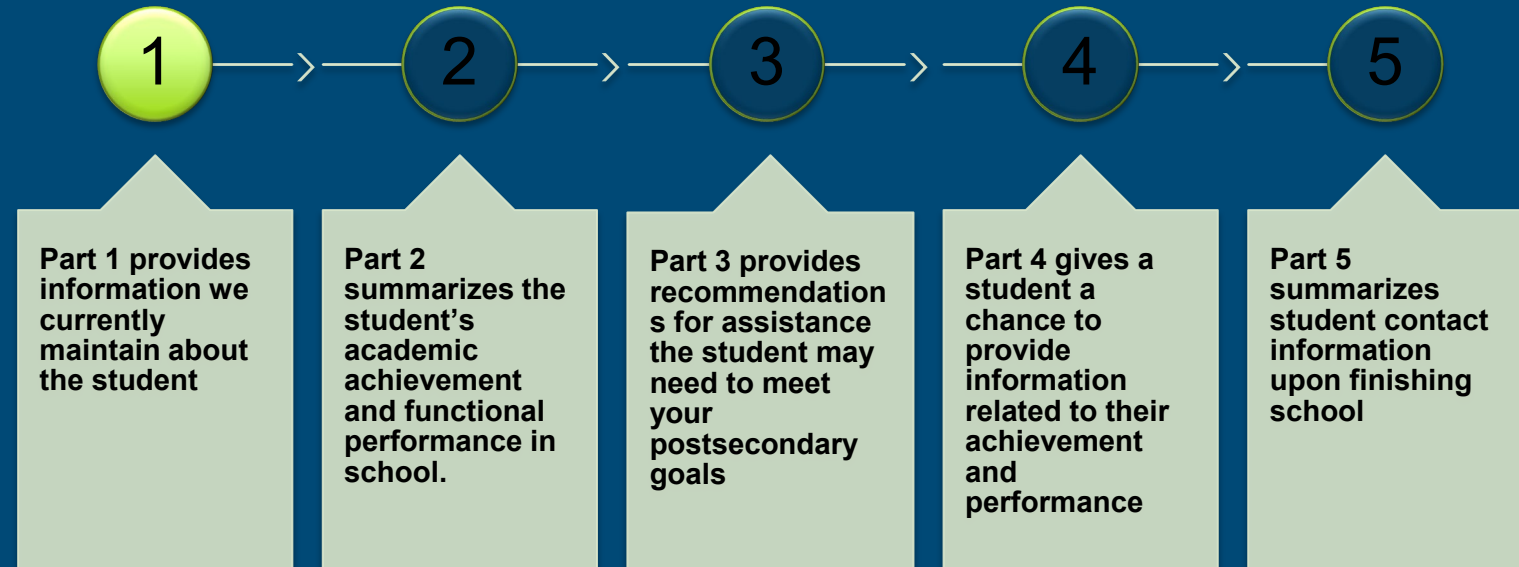 1
2
3
4
5
Part 1 provides
information we
currently
maintain about
the student
Part 2
summarizes the
student’s
academic
achievement
and functional
performance in
school.
Part 3 provides
recommendation
s for assistance
the student may
need to meet
your
postsecondary
goals
Part 4 gives a
student a
chance to
provide
information
related to their
achievement
and
performance
Part 5
summarizes
student contact
information
upon finishing
school